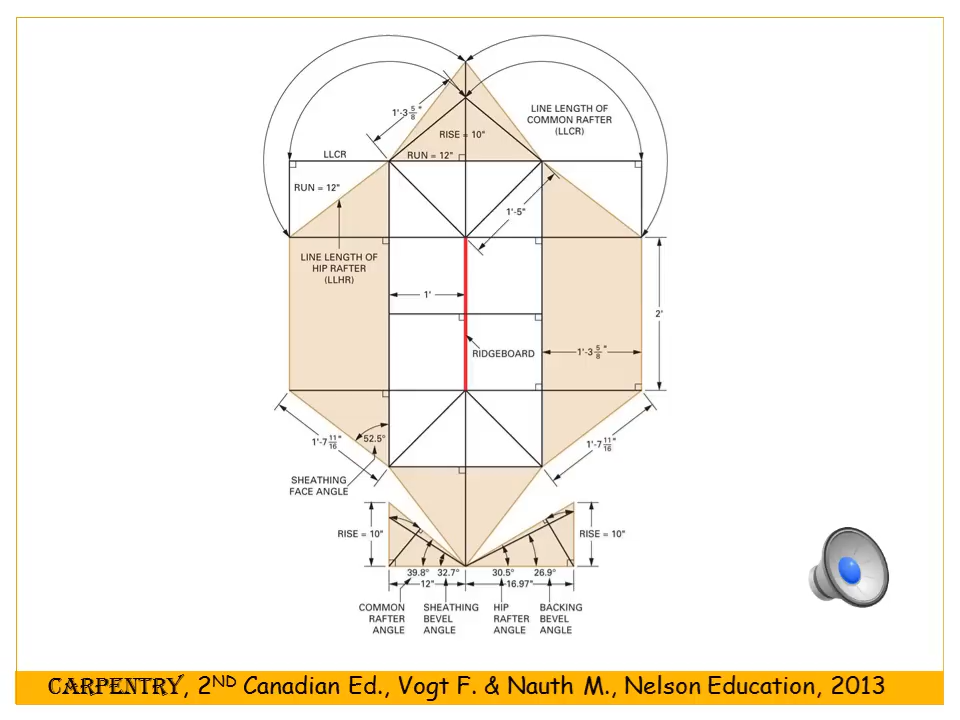 1'-3 5/8"
LINE LENGTH OF
COMMON RAFTER
(LLCR)
RISE = 10"
LLCR
RUN = 12"
RUN = 12"
1'-5"
LINE LENGTH OF
HIP RAFTER
(LLHR)
1'
2'
RIDGEBOARD
1'-3 5/8"
1'-7 11/16"
52.5°
1'-7 11/16"
SHEATHING
FACE ANGLE
RISE = 10"
RISE = 10"
39.8° 32.7° 30.5° 26.9°
12" 16.97"
COMMON
RAFTER
ANGLE
SHEATHING
BEVEL
ANGLE
HIP
RAFTER
ANGLE
BACKING
BEVEL
ANGLE
CARPENTRY, 2ND Canadian Ed., Vogt F. & Nauth M., Nelson Education, 2013